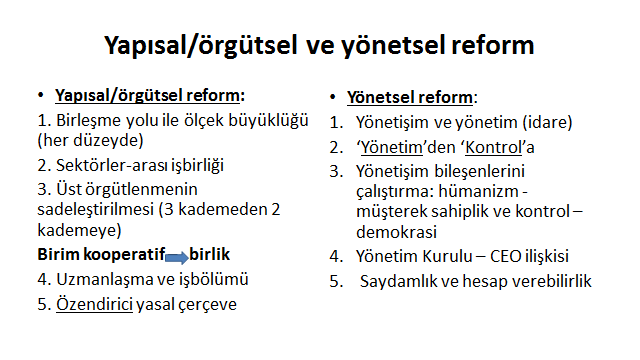 Yapısal/örgütsel ve yönetsel reform
• Yapısal/örgütsel reform:
1. Birleşme yolu ile ölçek büyüklüğü
(her düzeyde)
2. Sektörler-arası işbirliği
3. Üst örgütlenmenin
sadeleştirilmesi (3 kademeden 2
kademeye)
Birim kooperatif birlik
4. Uzmanlaşma ve işbölümü
5. Özendirici yasal çerçeve
• Yönetsel reform:
1. Yönetişim ve yönetim (idare)
2. ‘Yönetim’den ‘Kontrol’a
3. Yönetişim bileşenlerini
çalıştırma: hümanizm -
müşterek sahiplik ve kontrol –
demokrasi
4. Yönetim Kurulu – CEO ilişkisi
5. Saydamlık ve hesap verebilirlik